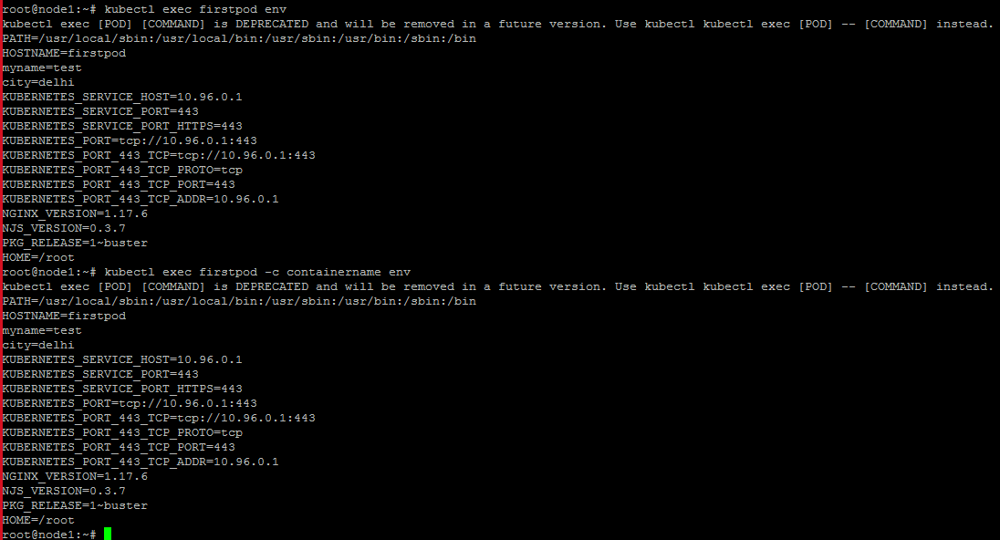 root@node1:~# kubectl exec firstpod env
kubectl exec [POD] [COMMAND] is DEPRECATED and will be removed in a future version. Use kubectl kubectl exec [POD] -- [COMMAND] instead.
PATH=/usr/local/sbin:/usr/local/bin:/usr/sbin:/usr/bin:/sbin:/bin
HOSTNAME=firstpod
myname=test
city=delhi
KUBERNETES_SERVICE_HOST=10.96.0.1
KUBERNETES_SERVICE_PORT=443
KUBERNETES_SERVICE_PORT_HTTPS=443
KUBERNETES_PORT=tcp://10.96.0.1:443
KUBERNETES_PORT_443_TCP=tcp://10.96.0.1:443
KUBERNETES_PORT_443_TCP_PROTO=tcp
KUBERNETES_PORT_443_TCP_PORT=443
KUBERNETES_PORT_443_TCP_ADDR=10.96.0.1
NGINX_VERSION=1.17.6
NJS_VERSION=0.3.7
PKG_RELEASE=1~buster
HOME=/root
root@node1:~# kubectl exec firstpod -c containername env
kubectl exec [POD] [COMMAND] is DEPRECATED and will be removed in a future version. Use kubectl kubectl exec [POD] -- [COMMAND] instead.
PATH=/usr/local/sbin:/usr/local/bin:/usr/sbin:/usr/bin:/sbin:/bin
HOSTNAME=firstpod
myname=test
city=delhi
KUBERNETES_SERVICE_HOST=10.96.0.1
KUBERNETES_SERVICE_PORT=443
KUBERNETES_SERVICE_PORT_HTTPS=443
KUBERNETES_PORT=tcp://10.96.0.1:443
KUBERNETES_PORT_443_TCP=tcp://10.96.0.1:443
KUBERNETES_PORT_443_TCP_PROTO=tcp
KUBERNETES_PORT_443_TCP_PORT=443
KUBERNETES_PORT_443_TCP_ADDR=10.96.0.1
NGINX_VERSION=1.17.6
NJS_VERSION=0.3.7
PKG_RELEASE=1~buster
HOME=/root
root@node1:~#